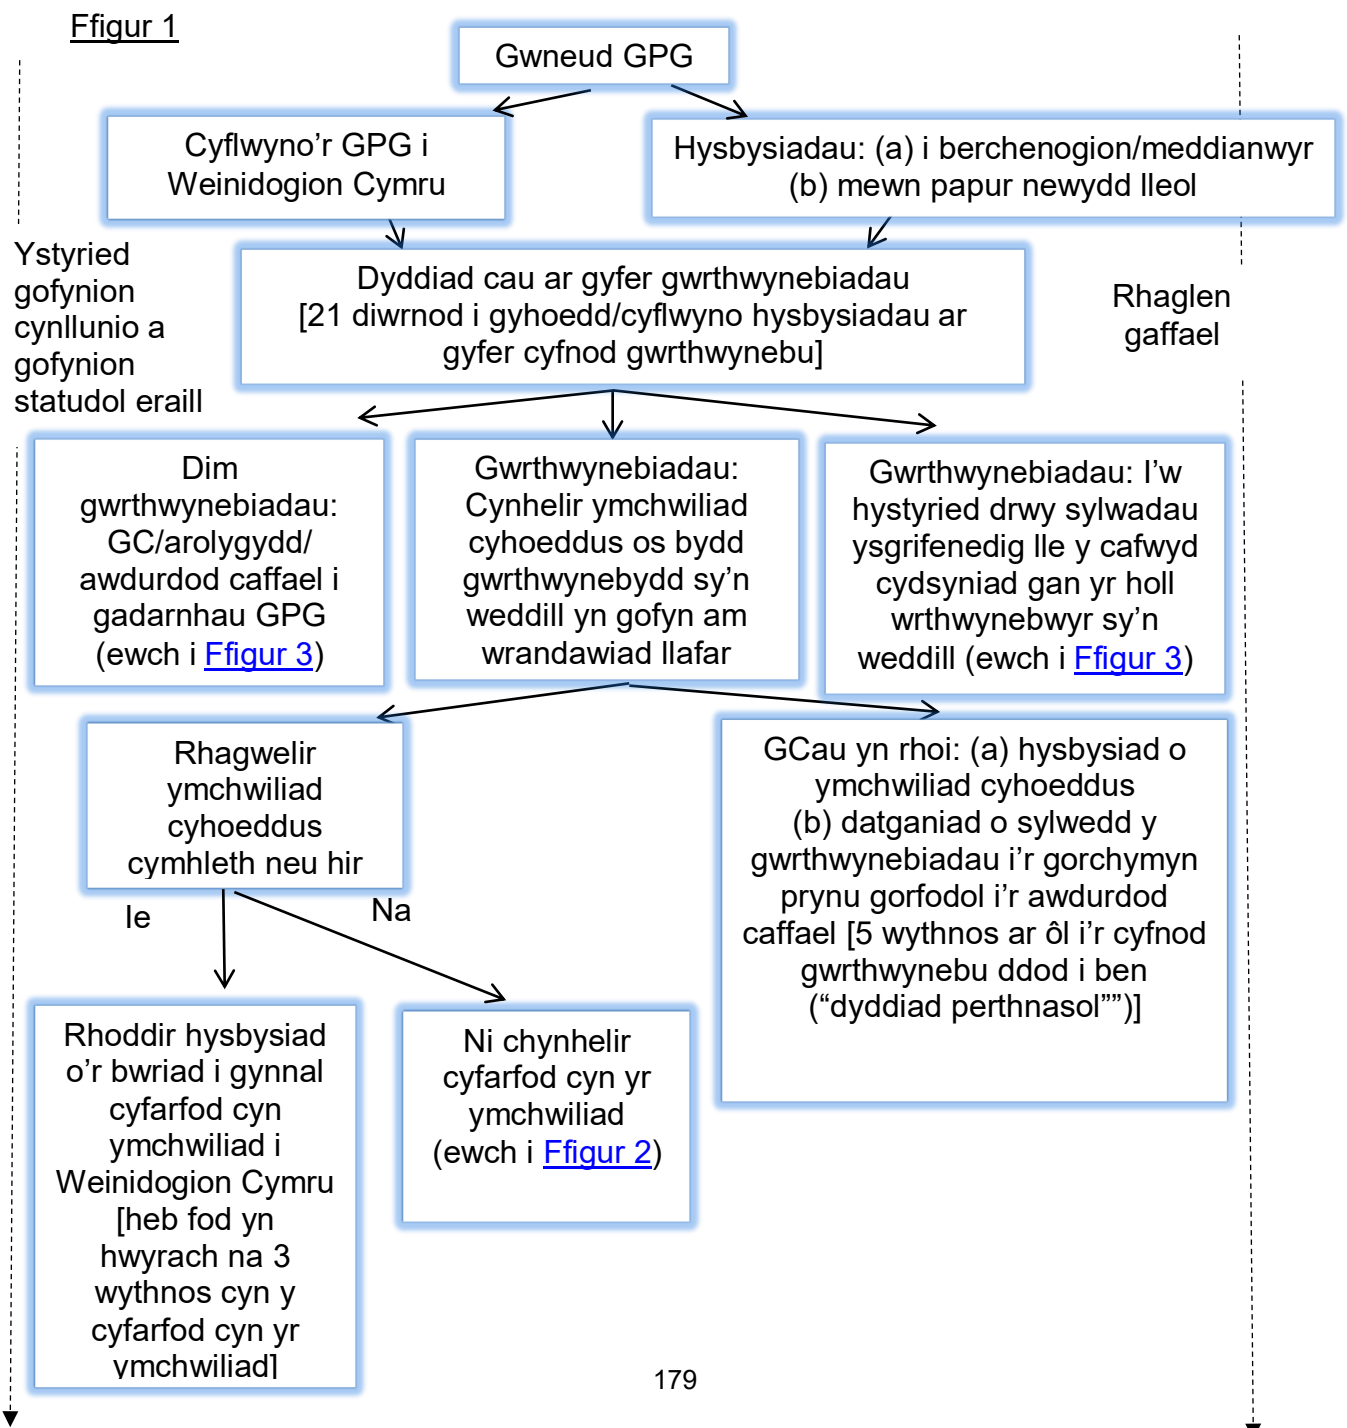 Ffigur 1
Gwneud GPG
Cyflwyno'r GPG i
Weinidogion Cymru
Hysbysiadau: (a) i berchenogion/meddianwyr
(b) mewn papur newydd lleol
Ystyried
gofynion
cynllunio a
gofynion
statudol eraill
Dyddiad cau ar gyfer gwrthwynebiadau
[21 diwrnod i gyhoedd/cyflwyno hysbysiadau ar
gyfer cyfnod gwrthwynebu]
Rhaglen
gaffael
Dim
gwrthwynebiadau:
GC/arolygydd/
awdurdod caffael i
gadarnhau GPG
(ewch i Ffigur 3)
Gwrthwynebiadau:
Cynhelir ymchwiliad
cyhoeddus os bydd
gwrthwynebydd sy'n
weddill yn gofyn am
wrandawiad llafar
Gwrthwynebiadau: I'w
hystyried drwy sylwadau
ysgrifenedig lle y cafwyd
cydsyniad gan yr holl
wrthwynebwyr sy'n
weddill (ewch i Ffigur 3)
Rhagwelir
ymchwiliad
cyhoeddus
cymhleth neu hir
GCau yn rhoi: (a) hysbysiad o
ymchwiliad cyhoeddus
(b) datganiad o sylwedd y
gwrthwynebiadau i'r gorchymyn
prynu gorfodol i'r awdurdod
caffael [5 wythnos ar ôl i'r cyfnod
gwrthwynebu ddod i ben
(“dyddiad perthnasol””)]
Ie
Na
Rhoddir hysbysiad
o'r bwriad i gynnal
cyfarfod cyn
ymchwiliad i
Weinidogion Cymru
[heb fod yn
hwyrach na 3
wythnos cyn y
cyfarfod cyn yr
ymchwiliad]
Ni chynhelir
cyfarfod cyn yr
ymchwiliad
(ewch i Ffigur 2)
179